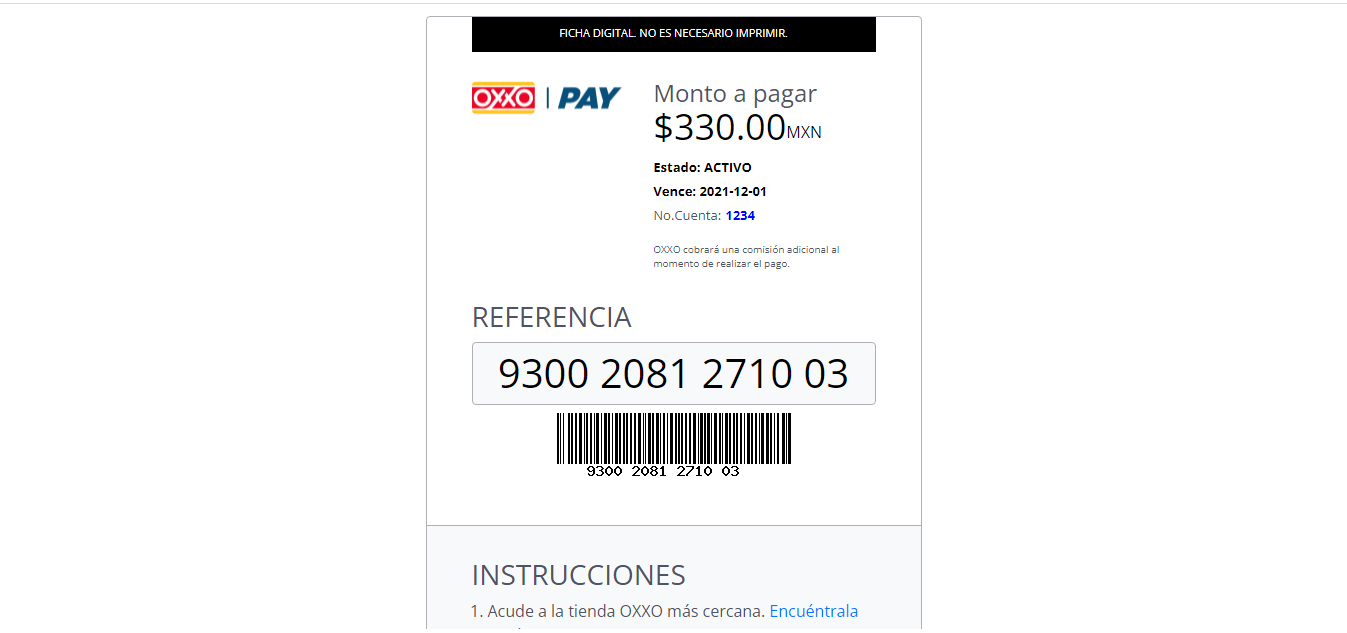 FICHA DIGITAL. NO ES NECESARIO IMPRIMIR.
OXXO | PAY
Monto a pagar
$330.00MXN
Estado: ACTIVO
Vence: 2021-12-01
No.Cuenta: 1234
OXXO cobrará una comisión adicional al
momento de realizar el pago.
REFERENCIA
9300 2081 2710 03
9300 2081 2710 03
INSTRUCCIONES
1. Acude a la tienda OXXO más cercana. Encuéntrala